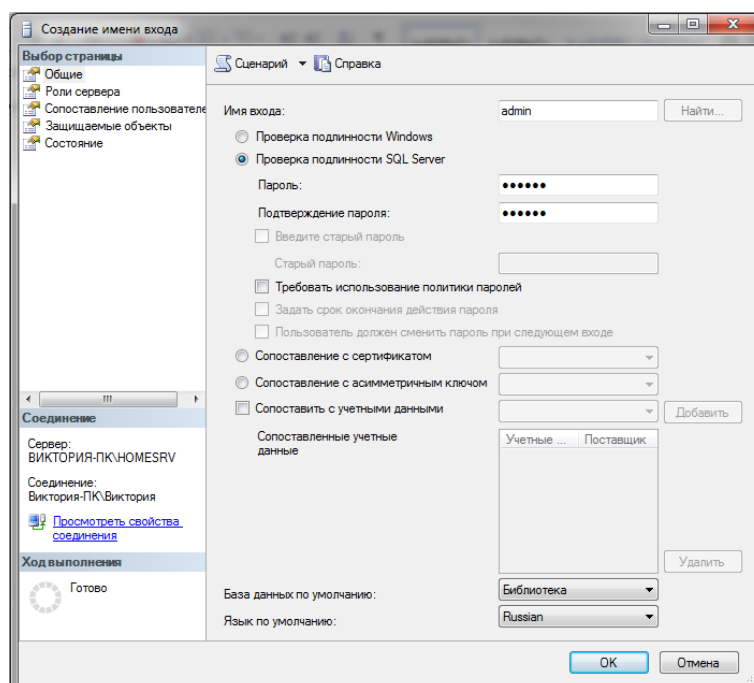 Создание имени входа
Выбор страницы
Общие
Роли сервера
Сопоставление пользователе
Защищаемые объекты
Состояние
Соединение
Сервер:
ВИКТОРИЯ-ПК\HOMESRV
Соединение:
Виктория-ПК\Виктория
Просмотреть свойства
соединения
Ход выполнения
Готово
Сценарий Справка
Имя входа: admin Найти...
Проверка подлинности Windows
Проверка подлинности SQL Server
Пароль: ••••••
Подтверждение пароля: ••••••
Введите старый пароль
Старый пароль:
Требовать использование политики паролей
Задать срок окончания действия пароля
Пользователь должен сменить пароль при следующем входе
Сопоставление с сертификатом
Сопоставление с асимметричным ключом
Сопоставить с учетными данными Добавить
Сопоставленные учетные
данные
Учетные ... Поставщик
Удалить
База данных по умолчанию: Библиотека
Язык по умолчанию: Russian
OK Отмена